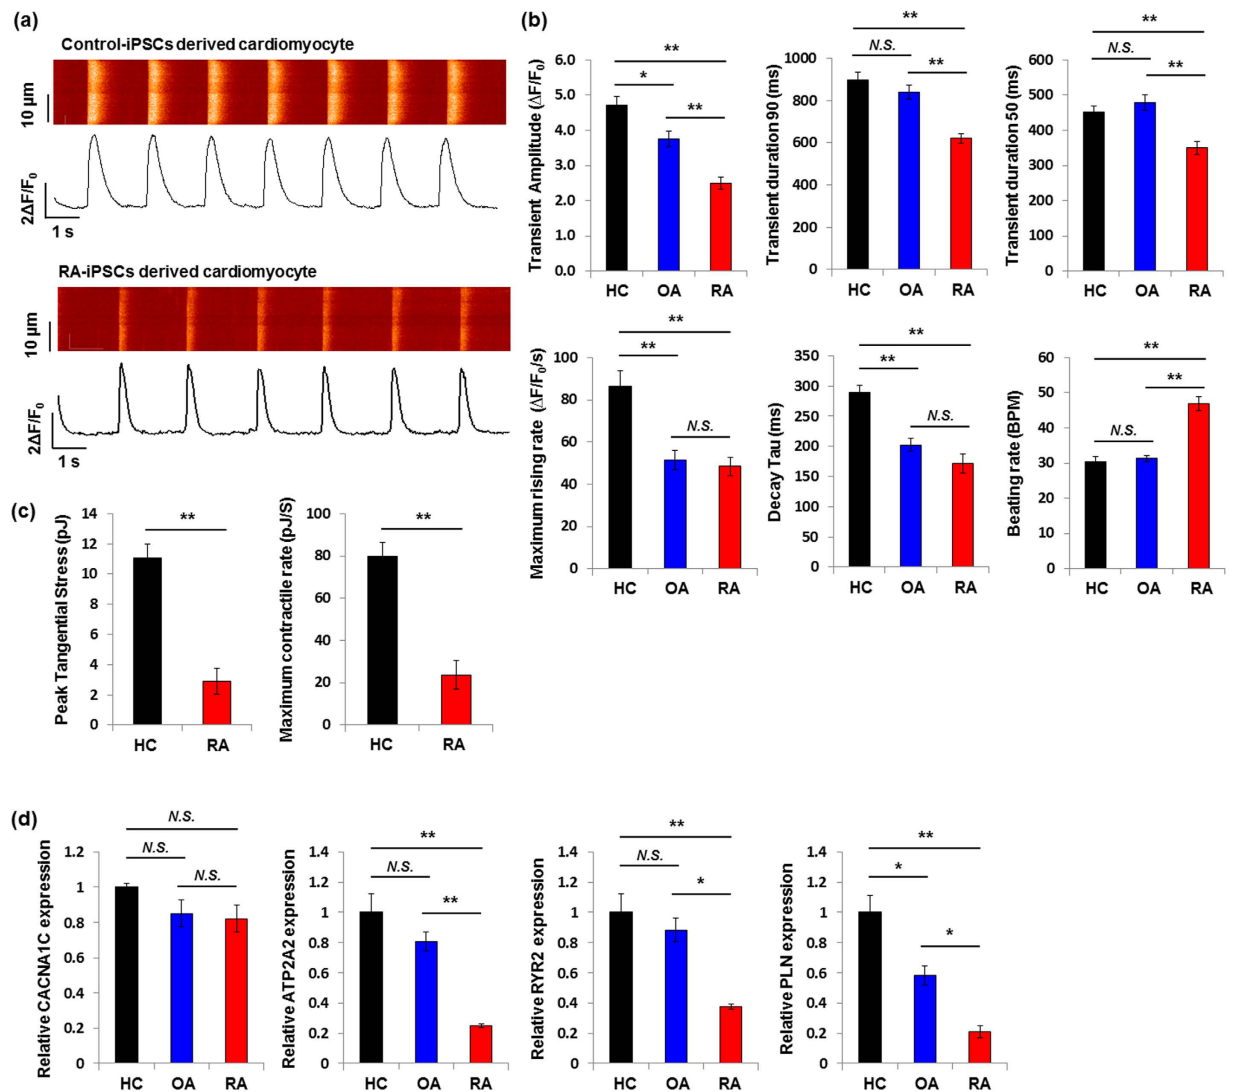 (a)
Control-iPSCs derived cardiomyocyte
10 μm
2ΔF/F0
1 s
RA-iPSCs derived cardiomyocyte
10 μm
2ΔF/F0
1 s
(b)
Transient Amplitude (ΔF/F0)
6.0
5.0
4.0
3.0
2.0
1.0
0.0
**
*
**
HC OA RA
Transient duration 90 (ms)
1000
800
600
400
200
0
**
N.S.
**
HC OA RA
Transient duration 50 (ms)
600
500
400
300
200
100
0
**
N.S.
**
HC OA RA
Maximum rising rate (ΔF/F0/s)
100
80
60
40
20
0
**
**
N.S.
HC OA RA
Decay Tau (ms)
350
300
250
200
150
100
50
0
**
**
N.S.
HC OA RA
Beating rate (BPM)
60
50
40
30
20
10
0
**
**
N.S.
HC OA RA
(c)
Peak Tangential Stress (pJ)
14
12
10
8
6
4
2
0
**
HC RA
Maximum contractile rate (pJ/S)
100
80
60
40
20
0
**
HC RA
(d)
Relative CACNA1C expression
1.2
1
0.8
0.6
0.4
0.2
0
N.S.
N.S.
N.S.
HC OA RA
Relative ATP2A2 expression
1.4
1.2
1
0.8
0.6
0.4
0.2
0
**
N.S.
**
HC OA RA
Relative RYR2 expression
1.4
1.2
1
0.8
0.6
0.4
0.2
0
**
N.S.
*
HC OA RA
Relative PLN expression
1.4
1.2
1
0.8
0.6
0.4
0.2
0
**
*
*
HC OA RA